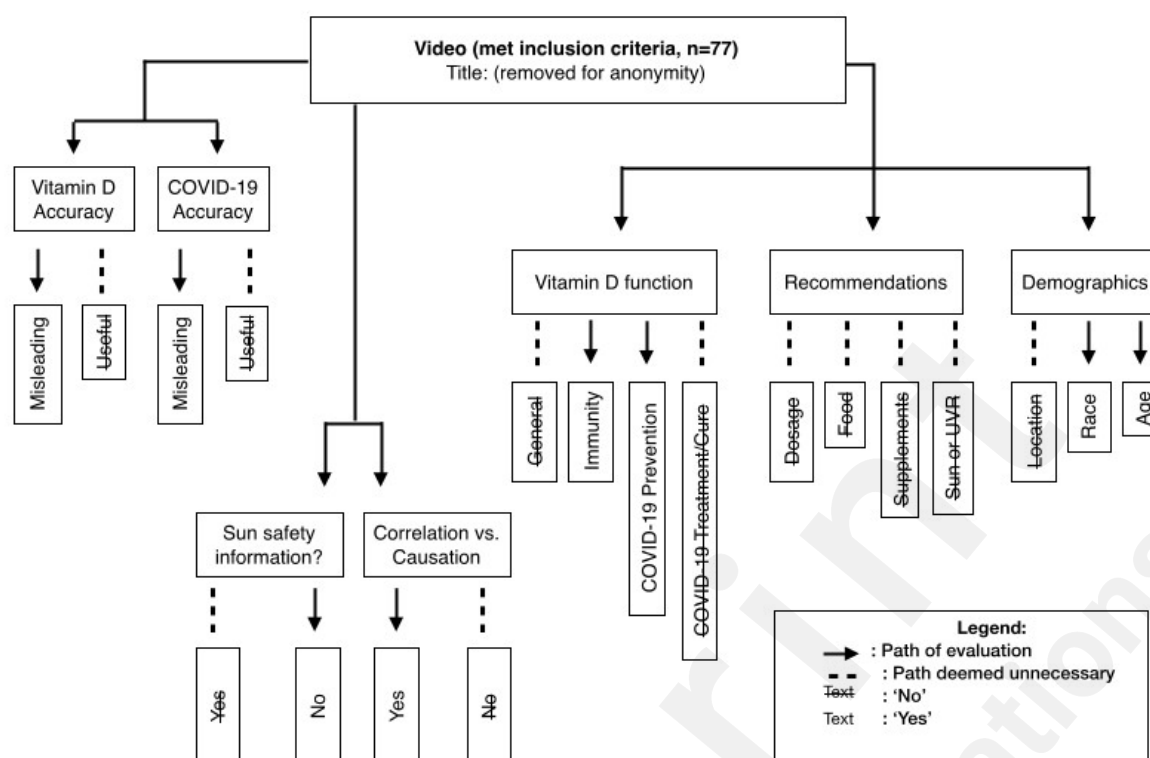 Video (met inclusion criteria, n=77)
Title: (removed for anonymity)
Vitamin D
Accuracy
COVID-19
Accuracy
Misleading
Useful
Misleading
Useful
Vitamin D function
Recommendations
Demographics
General
Immunity
COVID-19 Prevention
COVID-19 Treatment/Cure
Dosage
Food
Supplements
Sun or UVR
Location
Race
Age
Sun safety
information?
Correlation vs.
Causation
Yes
No
Yes
No
Legend:
: Path of evaluation
: Path deemed unnecessary
Text : 'No'
Text : 'Yes'